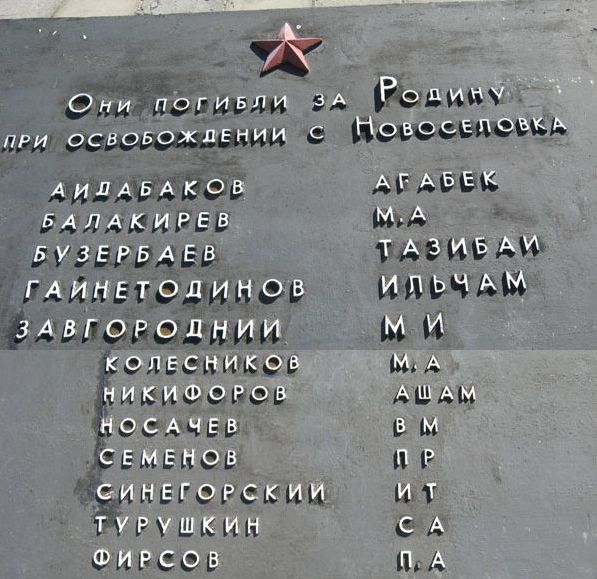 Они погибли за Родину
при освобождении с Новоселовка
АИДАБАКОВ АГАБЕК
БАЛАКИРЕВ М.А
БУЗЕРБАЕВ ТАЗИБАИ
ГАЙНЕТОДИНОВ ИЛЬЧАМ
ЗАВГОРОДНИИ М И
КОЛЕСНИКОВ М.А
НИКИФОРОВ АШАМ
НОСАЧЕВ В М
СЕМЕНОВ П Р
СИНЕГОРСКИЙ И Т
ТУРУШКИН С А
ФИРСОВ П.А